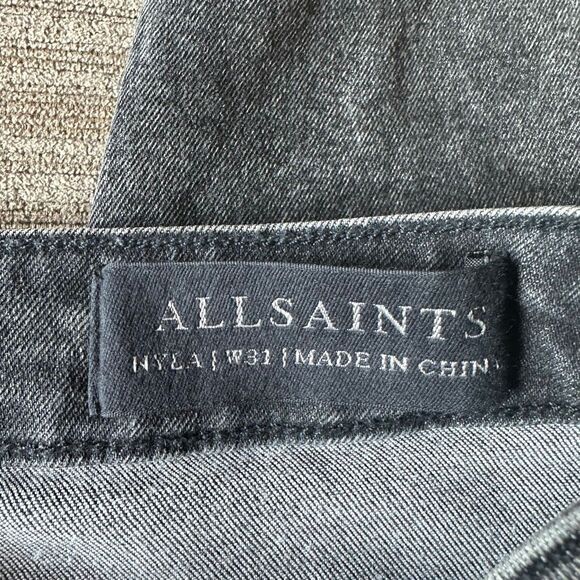 ALLSAINTS
NYLA | W31 | MADE IN CHIN